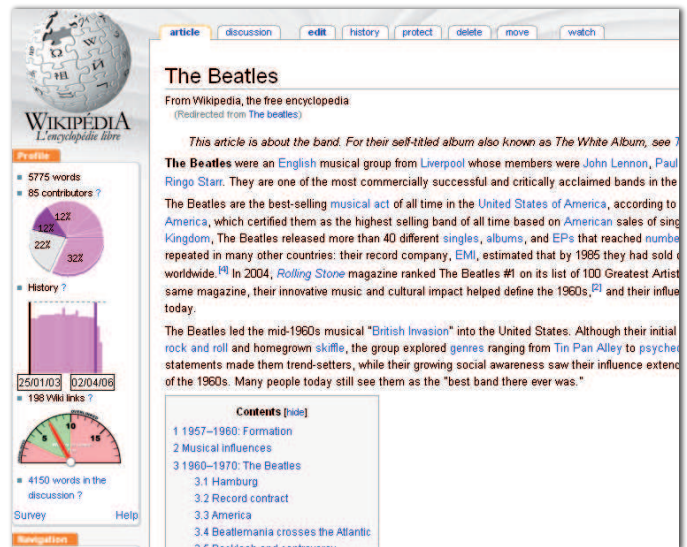 WIKIPÉDIA
L'encyclopédie libre
Profile
5775 words
85 contributors ?
12%
12%
22%
32%
History ?
25/01/03 02/04/06
198 Wiki links ?
5 10 15
4150 words in the
discussion ?
Survey Help
Navigation
article discussion edit history protect delete move watch
The Beatles
From Wikipedia, the free encyclopedia
(Redirected from The beatles)
This article is about the band. For their self-titled album also known as The White Album, see
The Beatles were an English musical group from Liverpool whose members were John Lennon, Paul
Ringo Starr. They are one of the most commercially successful and critically acclaimed bands in the
The Beatles are the best-selling musical act of all time in the United States of America, according to
America, which certified them as the highest selling band of all time based on American sales of sing
Kingdom, The Beatles released more than 40 different singles, albums, and EPs that reached numbe
repeated in many other countries: their record company, EMI, estimated that by 1985 they had sold
worldwide.[4] In 2004, Rolling Stone magazine ranked The Beatles #1 on its list of 100 Greatest Artist
same magazine, their innovative music and cultural impact helped define the 1960s,[2] and their influe
today.
The Beatles led the mid-1960s musical "British Invasion" into the United States. Although their initial
rock and roll and homegrown skiffle, the group explored genres ranging from Tin Pan Alley to psyched
statements made them trend-setters, while their growing social awareness saw their influence extend
of the 1960s. Many people today still see them as the "best band there ever was."
Contents [hide]
1 1957–1960: Formation
2 Musical influences
3 1960–1970: The Beatles
3.1 Hamburg
3.2 Record contract
3.3 America
3.4 Beatlemania crosses the Atlantic